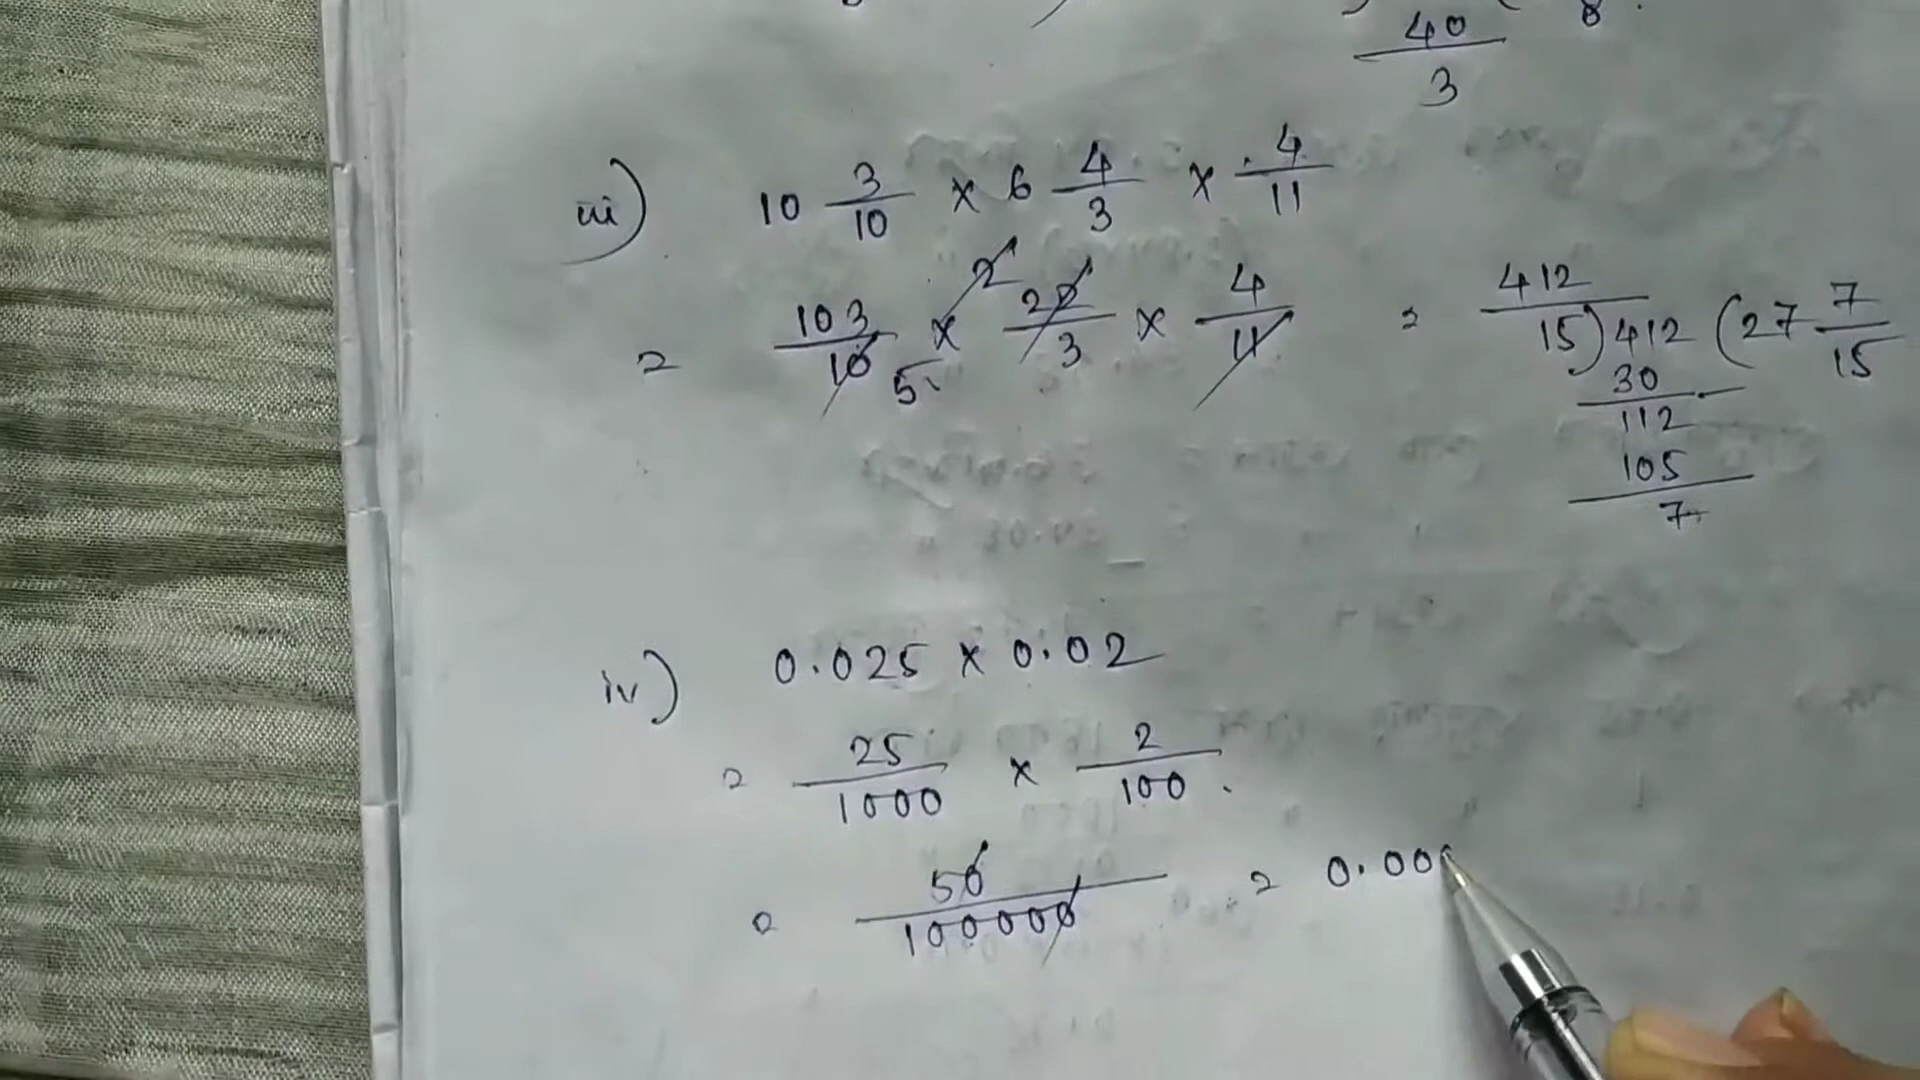 40
3
iii) 10 3/10 × 6 4/3 × 4/11
= 103/10 5 × 2 22/3 × 4/11 = 412/15) 412 (27 7/15
30
112
105
7
iv) 0.025 × 0.02
= 25/1000 × 2/100
= 50/100000 = 0.000